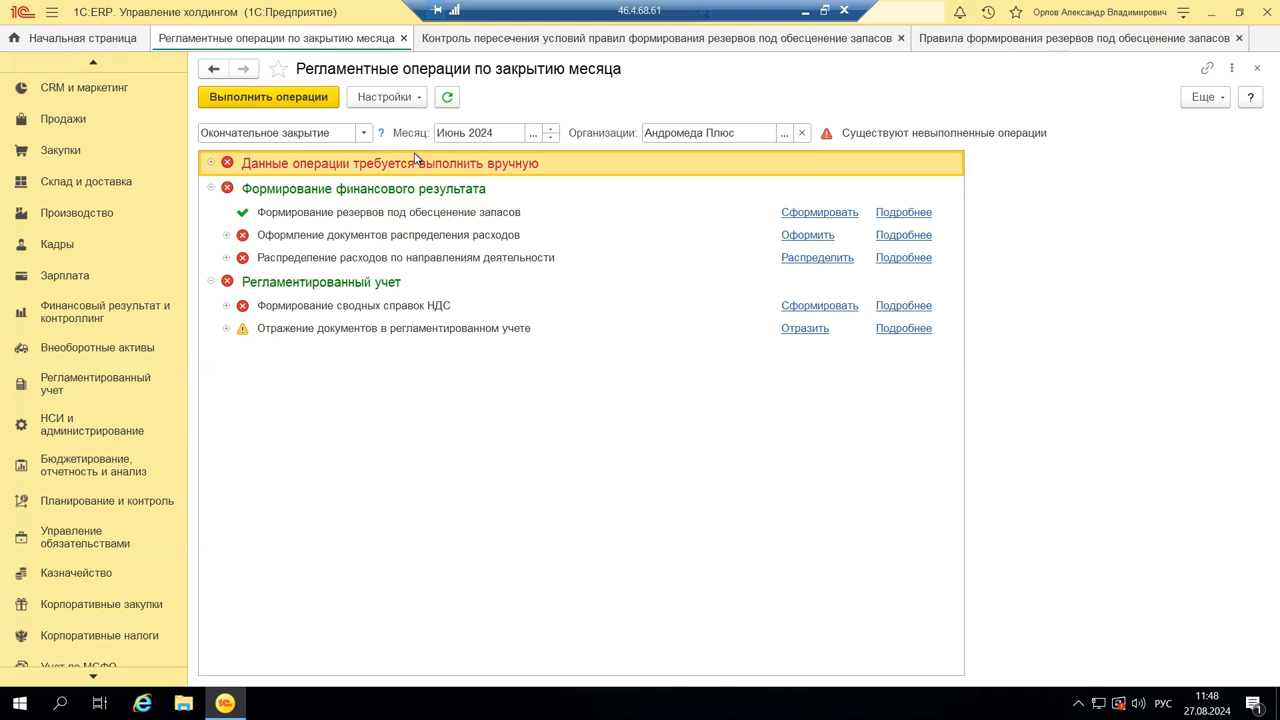 1С:ERP. Управление холдингом (1С:Предприятие)
46.4.68.61
Орлов Александр Владимирович
Начальная страница
Регламентные операции по закрытию месяца
Контроль пересечения условий правил формирования резервов под обесценение запасов
Правила формирования резервов под обесценение запасов
CRM и маркетинг
Продажи
Закупки
Склад и доставка
Производство
Кадры
Зарплата
Финансовый результат и
контроллинг
Внеоборотные активы
Регламентированный
учет
НСИ и
администрирование
Бюджетирование,
отчетность и анализ
Планирование и контроль
Управление
обязательствами
Казначейство
Корпоративные закупки
Корпоративные налоги
Учет по МСФО
Регламентные операции по закрытию месяца
Выполнить операции
Настройки
Еще
?
Окончательное закрытие
?
Месяц:
Июнь 2024
...
Организации:
Андромеда Плюс
...
Существуют невыполненные операции
Данные операции требуется выполнить вручную
Формирование финансового результата
Формирование резервов под обесценение запасов
Сформировать
Подробнее
Оформление документов распределения расходов
Оформить
Подробнее
Распределение расходов по направлениям деятельности
Распределить
Подробнее
Регламентированный учет
Формирование сводных справок НДС
Сформировать
Подробнее
Отражение документов в регламентированном учете
Отразить
Подробнее
РУС
11:48
27.08.2024
1